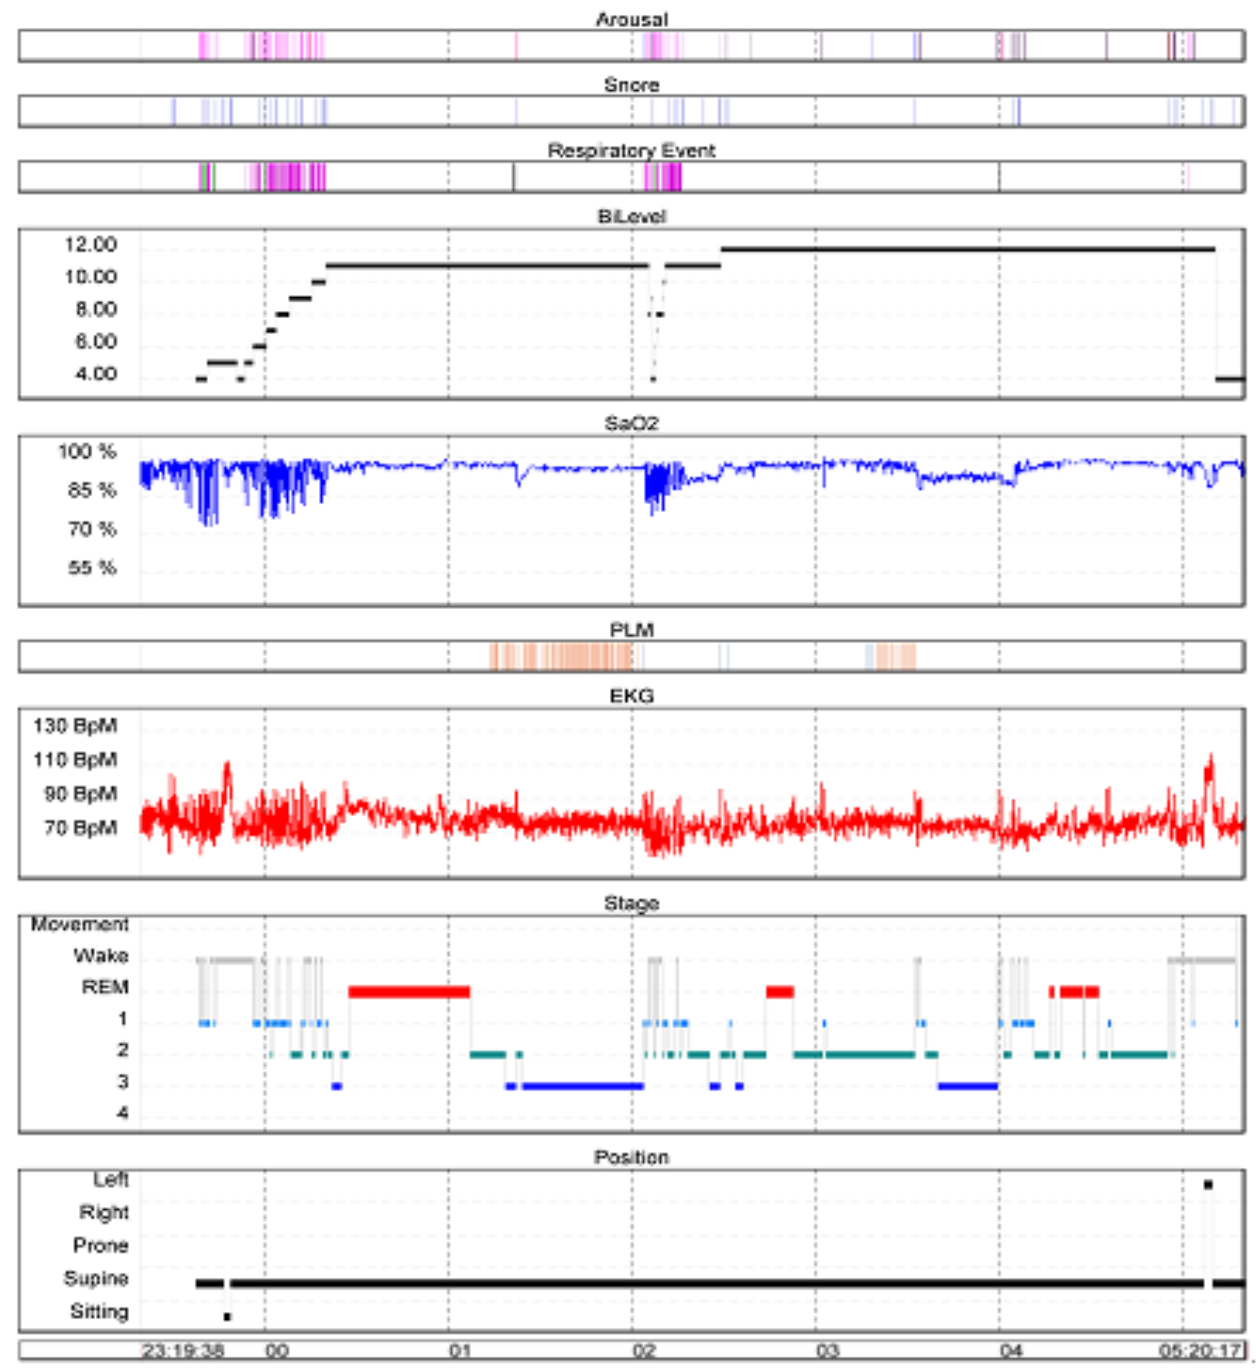 Arousal
Snore
Respiratory Event
BiLevel
12.00
10.00
8.00
6.00
4.00
SaO2
100 %
85 %
70 %
55 %
PLM
EKG
130 BpM
110 BpM
90 BpM
70 BpM
Stage
Movement
Wake
REM
1
2
3
4
Position
Left
Right
Prone
Supine
Sitting
23:19:38 00 01 02 03 04 05:20:17